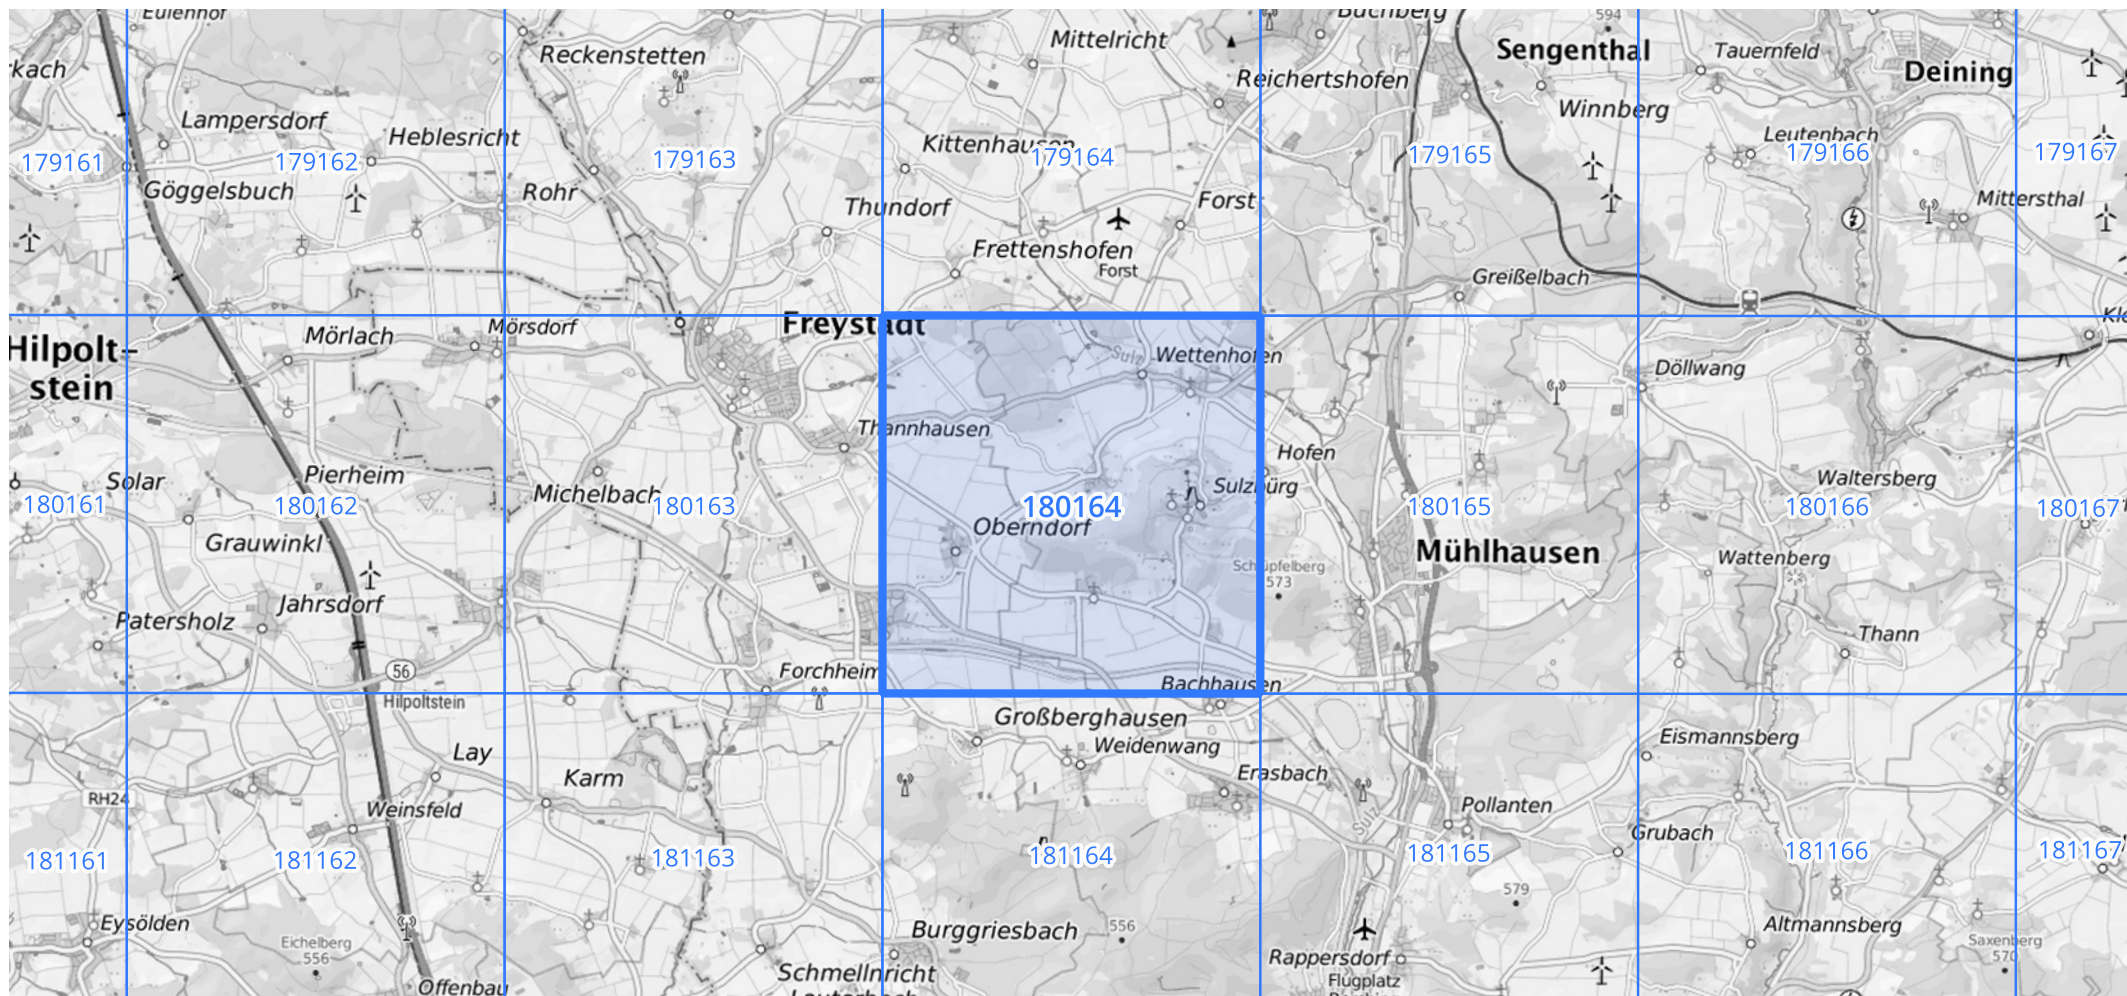 Eulenhof
Buchberg
594
Reckenstetten
Mittelricht
Sengenthal
Tauernfeld
rkach
Reichertshofen
Deining
Lampersdorf
Heblesricht
Winnberg
Kittenhausen
Leutenbach
179161
179162
179163
179164
179165
179166
179167
Göggelsbuch
Rohr
Thundorf
Forst
Mittersthal
Frettenshofen
Forst
Greißelbach
Freystadt
Mörlach
Mörsdorf
Hilpolt-
stein
Sulz
Wettenhofen
Döllwang
Thannhausen
Hofen
Solar
Pierheim
Michelbach
Sulzbürg
Waltersberg
180161
180162
180163
180164
180165
180166
180167
Oberndorf
Grauwinkl
Mühlhausen
Wattenberg
Schlüpfelberg
573
Jahrsdorf
Patersholz
Thann
56
Forchheim
Bachhausen
Hilpoltstein
Großberghausen
Lay
Weidenwang
Eismannsberg
Karm
Erasbach
RH24
Weinsfeld
Pollanten
Sulz
Grubach
181161
181162
181163
181164
181165
181166
181167
579
Eysölden
Burggriesbach
556
Altmannsberg
Eichelberg
556
Rappersdorf
Saxenberg
570
Schmellnricht
Offenbau
Flugplatz